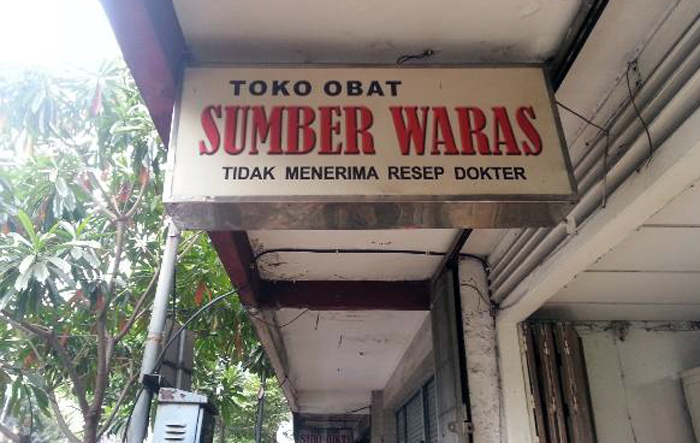 TOKO OBAT
SUMBER WARAS
TIDAK MENERIMA RESEP DOKTER